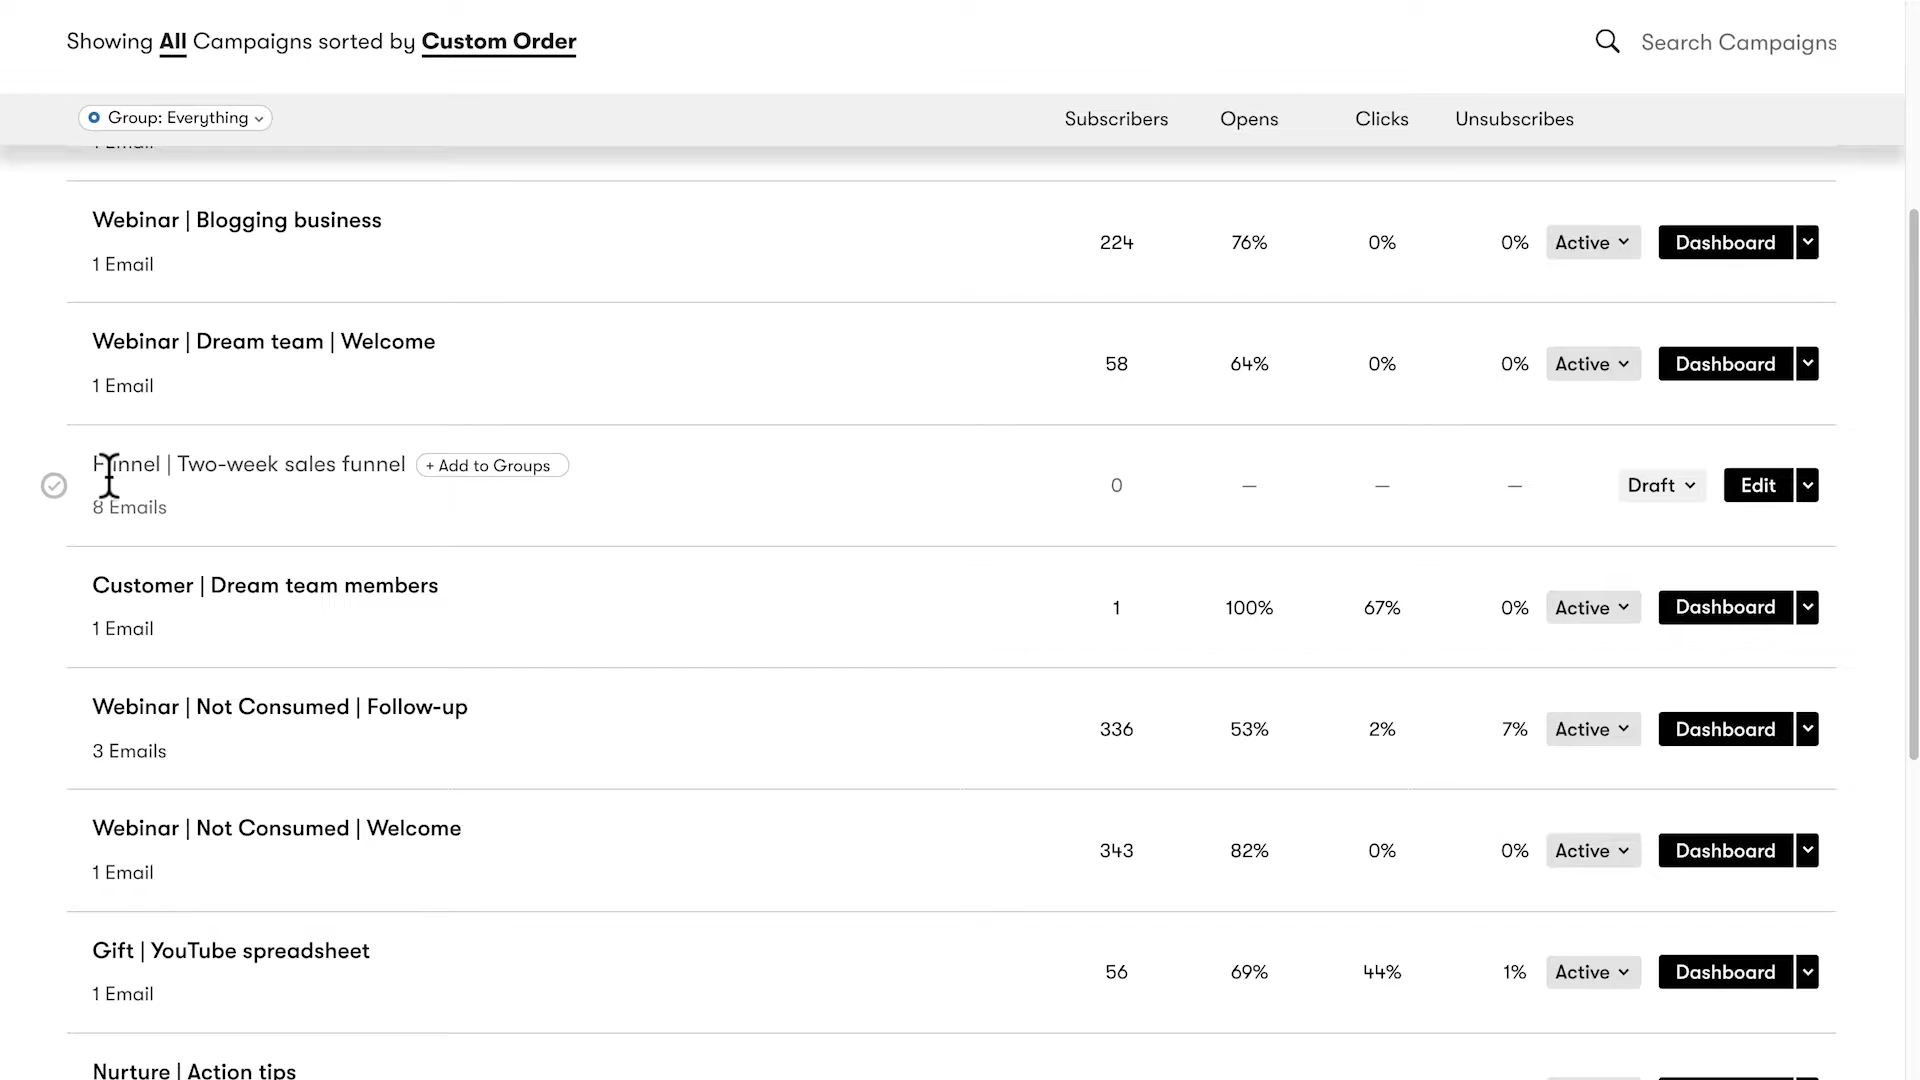 Showing All Campaigns sorted by Custom Order
Search Campaigns
Group: Everything
Subscribers Opens Clicks Unsubscribes
1 Email
Webinar | Blogging business
1 Email
224 76% 0% 0% Active Dashboard
Webinar | Dream team | Welcome
1 Email
58 64% 0% 0% Active Dashboard
Funnel | Two-week sales funnel + Add to Groups
8 Emails
0 — — — Draft Edit
Customer | Dream team members
1 Email
1 100% 67% 0% Active Dashboard
Webinar | Not Consumed | Follow-up
3 Emails
336 53% 2% 7% Active Dashboard
Webinar | Not Consumed | Welcome
1 Email
343 82% 0% 0% Active Dashboard
Gift | YouTube spreadsheet
1 Email
56 69% 44% 1% Active Dashboard
Nurture | Action tips